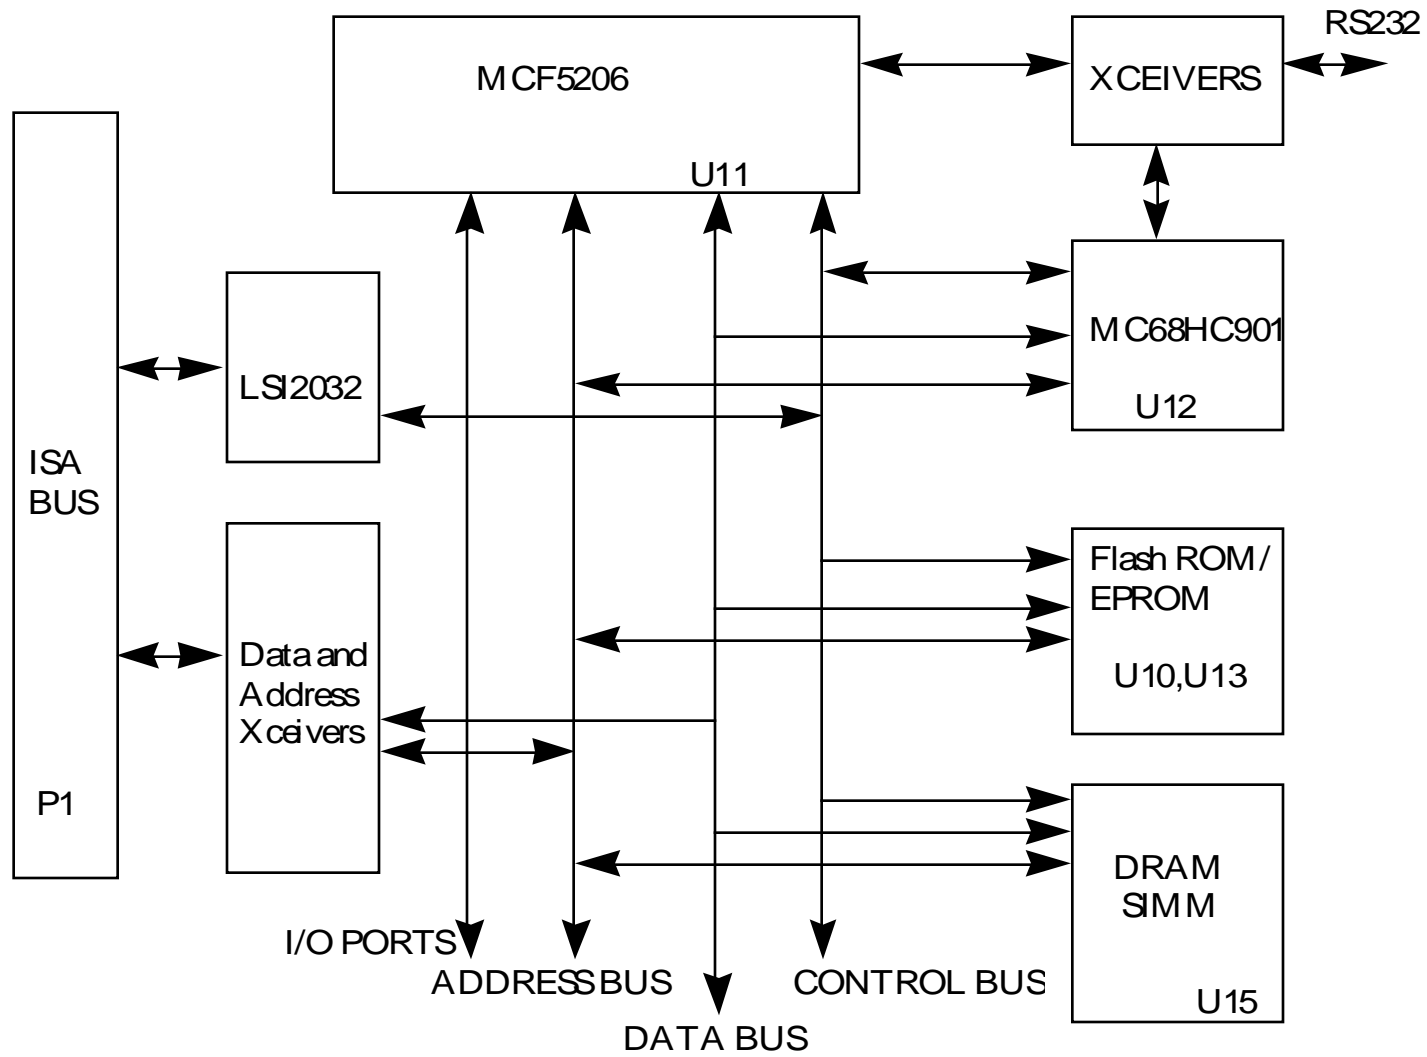 RS232
MCF5206
XCEIVERS
U11
MC68HC901
LSI2032
U12
ISA
BUS
Flash ROM/
EPROM
Data and
Address
Xceivers
U10,U13
P1
DRAM
SIMM
I/O PORTS
ADDRESS BUS
CONTROL BUS
U15
DATA BUS